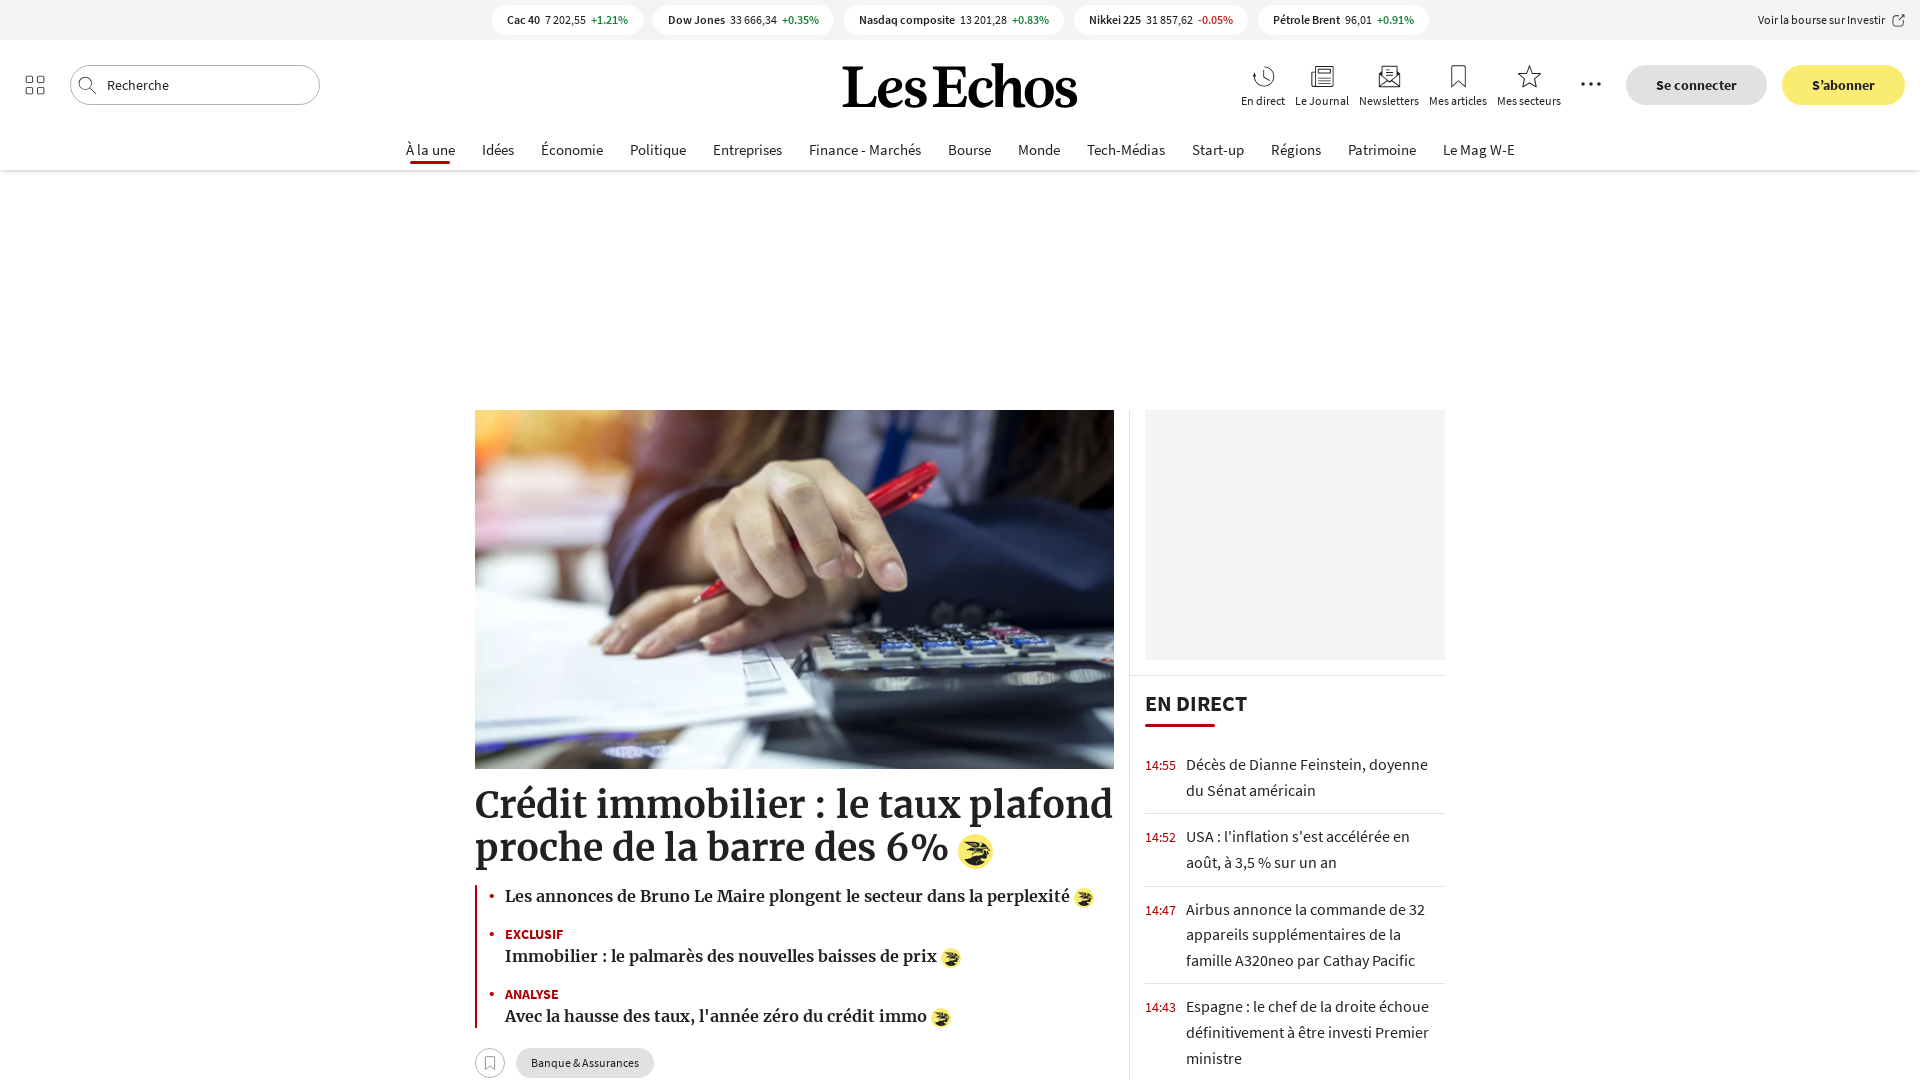 Cac 40 7 202,55 +1.21% Dow Jones 33 666,34 +0.35% Nasdaq composite 13 201,28 +0.83% Nikkei 225 31 857,62 -0.05% Pétrole Brent 96,01 +0.91% Voir la bourse sur Investir
Recherche
Les Echos
En direct Le Journal Newsletters Mes articles Mes secteurs
Se connecter
S’abonner
À la une Idées Économie Politique Entreprises Finance - Marchés Bourse Monde Tech-Médias Start-up Régions Patrimoine Le Mag W-E
Crédit immobilier : le taux plafond
proche de la barre des 6%
• Les annonces de Bruno Le Maire plongent le secteur dans la perplexité
• EXCLUSIF
Immobilier : le palmarès des nouvelles baisses de prix
• ANALYSE
Avec la hausse des taux, l'année zéro du crédit immo
Banque & Assurances
EN DIRECT
14:55 Décès de Dianne Feinstein, doyenne
du Sénat américain
14:52 USA : l'inflation s'est accélérée en
août, à 3,5 % sur un an
14:47 Airbus annonce la commande de 32
appareils supplémentaires de la
famille A320neo par Cathay Pacific
14:43 Espagne : le chef de la droite échoue
définitivement à être investi Premier
ministre